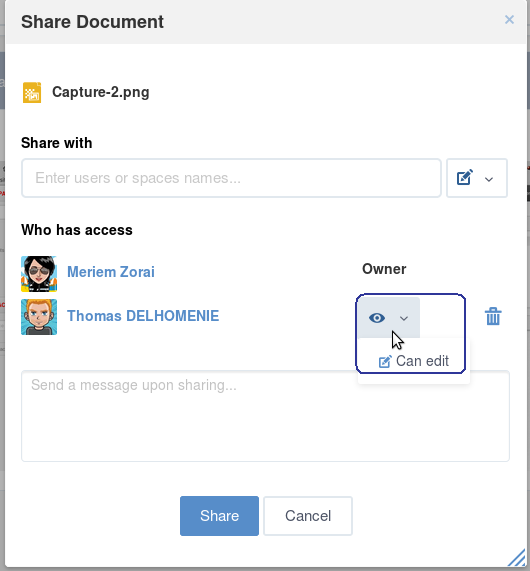 Share Document
×
Capture-2.png
Share with
Enter users or spaces names...
Who has access
Meriem Zorai
Owner
Thomas DELHOMENIE
Can edit
Send a message upon sharing...
Share
Cancel